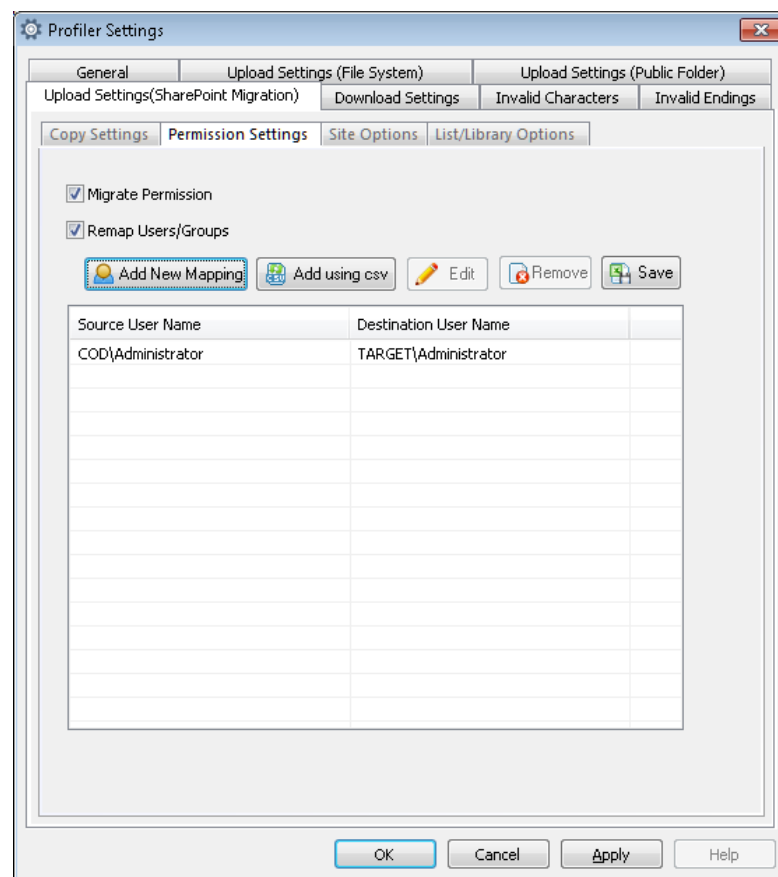 Profiler Settings
General Upload Settings (File System) Upload Settings (Public Folder)
Upload Settings(SharePoint Migration) Download Settings Invalid Characters Invalid Endings
Copy Settings Permission Settings Site Options List/Library Options
Migrate Permission
Remap Users/Groups
Add New Mapping Add using csv Edit Remove Save
Source User Name Destination User Name
COD\Administrator TARGET\Administrator
OK Cancel Apply Help